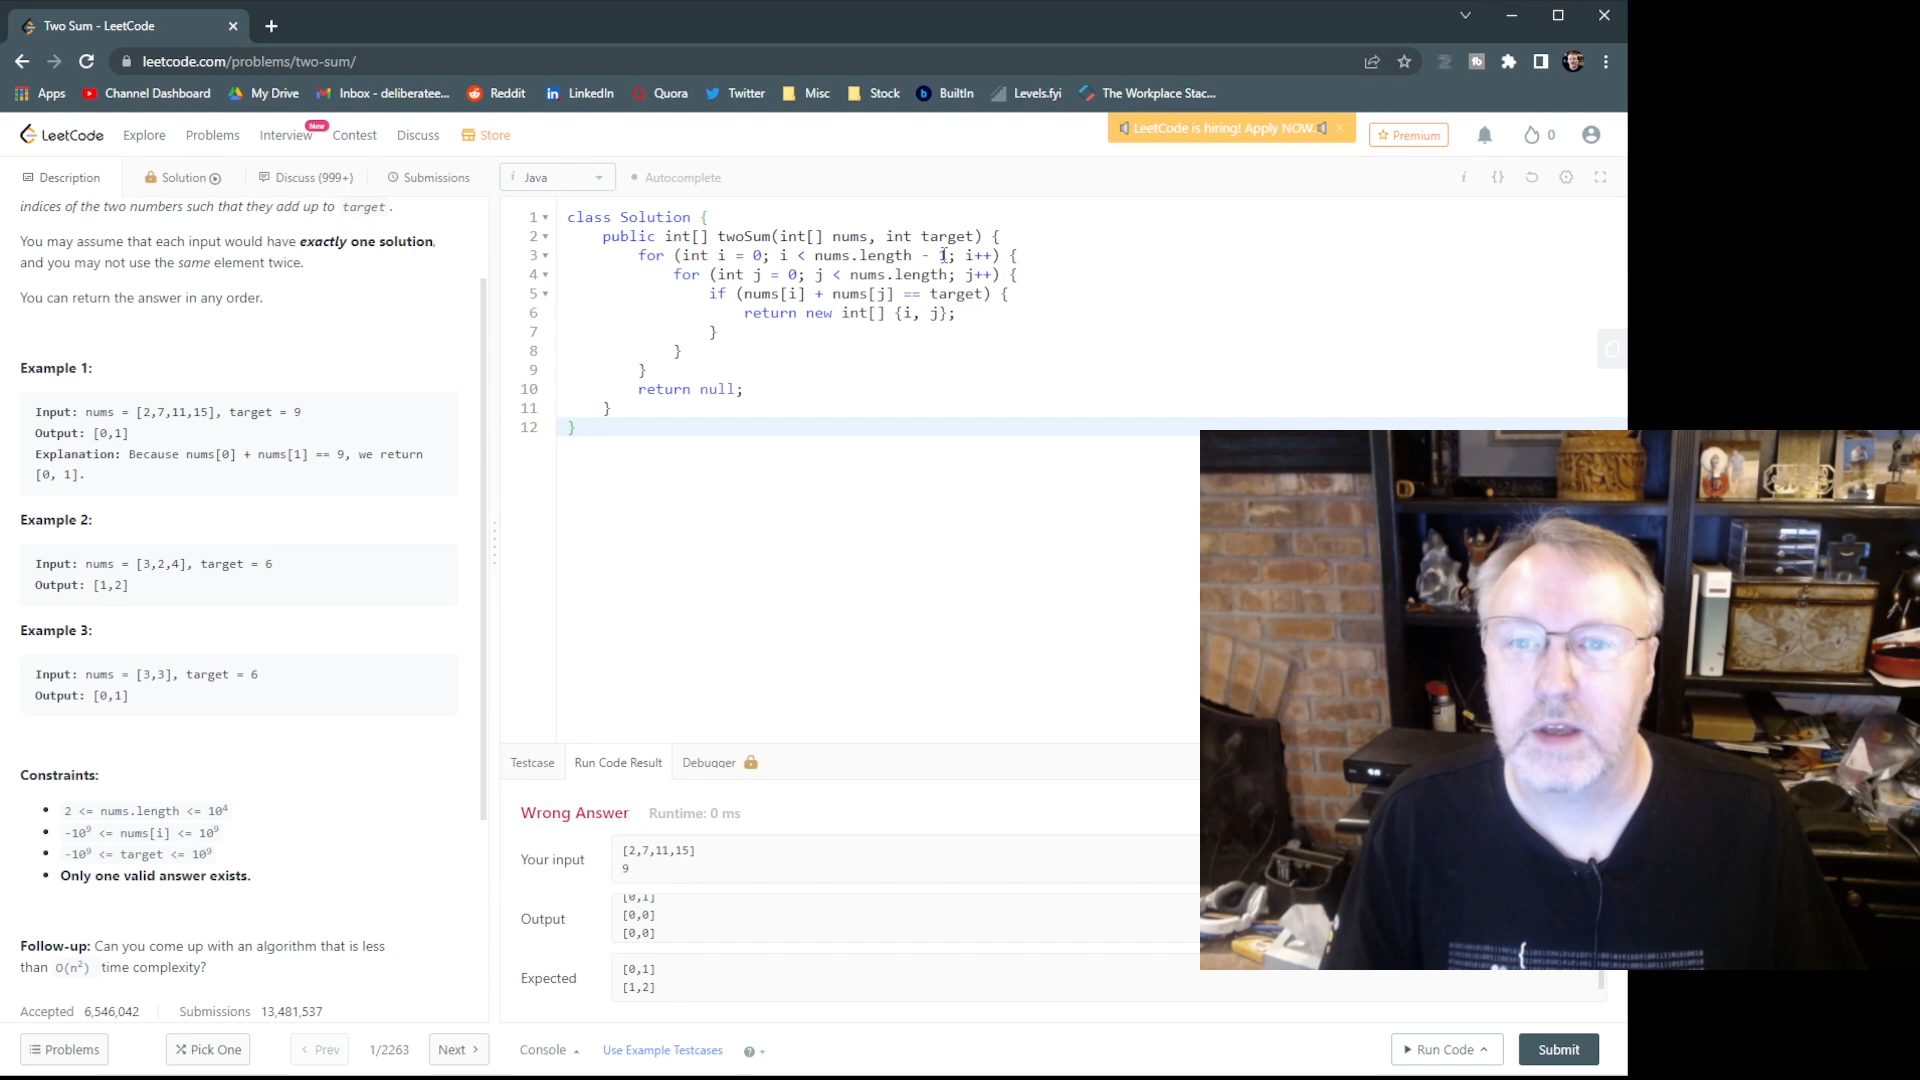 Two Sum - LeetCode
leetcode.com/problems/two-sum/
Apps Channel Dashboard My Drive Inbox - deliberatee... Reddit LinkedIn Quora Twitter Misc Stock BuiltIn Levels.fyi The Workplace Stac...
LeetCode Explore Problems Interview New Contest Discuss Store LeetCode is hiring! Apply NOW. Premium 0
Description Solution Discuss (999+) Submissions i Java Autocomplete
indices of the two numbers such that they add up to target.
You may assume that each input would have exactly one solution,
and you may not use the same element twice.
You can return the answer in any order.
Example 1:
Input: nums = [2,7,11,15], target = 9
Output: [0,1]
Explanation: Because nums[0] + nums[1] == 9, we return
[0, 1].
Example 2:
Input: nums = [3,2,4], target = 6
Output: [1,2]
Example 3:
Input: nums = [3,3], target = 6
Output: [0,1]
Constraints:
2 <= nums.length <= 10⁴
-10⁹ <= nums[i] <= 10⁹
-10⁹ <= target <= 10⁹
Only one valid answer exists.
Follow-up: Can you come up with an algorithm that is less
than O(n²) time complexity?
Accepted 6,546,042 Submissions 13,481,537
Problems Pick One < Prev 1/2263 Next >
1 class Solution {
2 public int[] twoSum(int[] nums, int target) {
3 for (int i = 0; i < nums.length - 1; i++) {
4 for (int j = 0; j < nums.length; j++) {
5 if (nums[i] + nums[j] == target) {
6 return new int[] {i, j};
7 }
8 }
9 }
10 return null;
11 }
12 }
Testcase Run Code Result Debugger
Wrong Answer Runtime: 0 ms
Your input [2,7,11,15]
9
Output [0,1]
[0,0]
[0,0]
Expected [0,1]
[1,2]
Console Use Example Testcases ? Run Code Submit